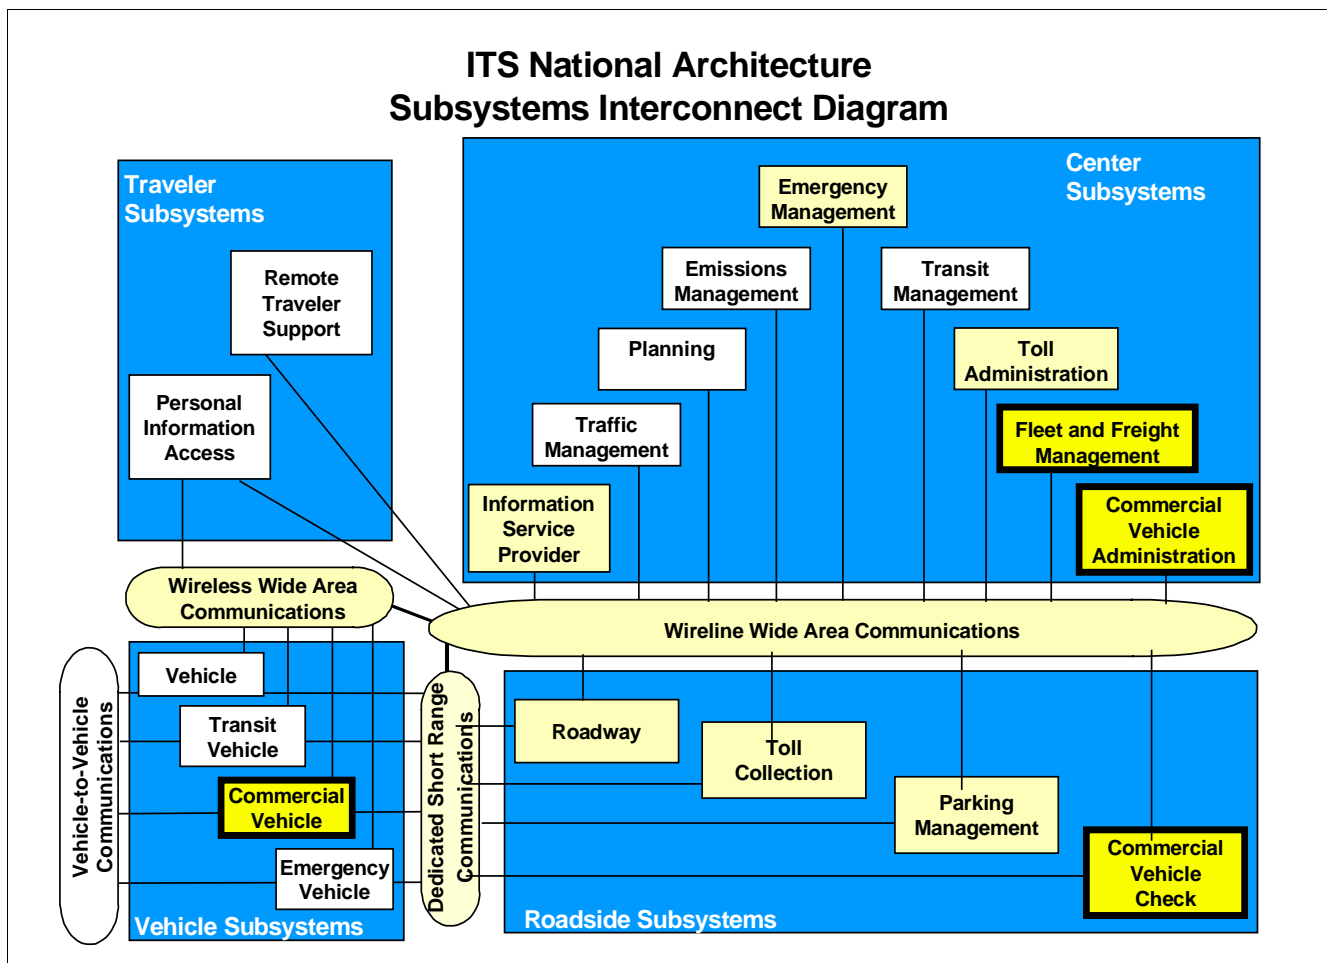 ITS National Architecture
Subsystems Interconnect Diagram
Traveler
Subsystems
Remote
Traveler
Support
Personal
Information
Access
Center
Subsystems
Emergency
Management
Emissions
Management
Transit
Management
Planning
Toll
Administration
Traffic
Management
Fleet and Freight
Management
Information
Service
Provider
Commercial
Vehicle
Administration
Wireless Wide Area
Communications
Wireline Wide Area Communications
Vehicle-to-Vehicle
Communications
Vehicle
Transit
Vehicle
Commercial
Vehicle
Emergency
Vehicle
Vehicle Subsystems
Dedicated Short Range
Communications
Roadway
Toll
Collection
Parking
Management
Commercial
Vehicle
Check
Roadside Subsystems